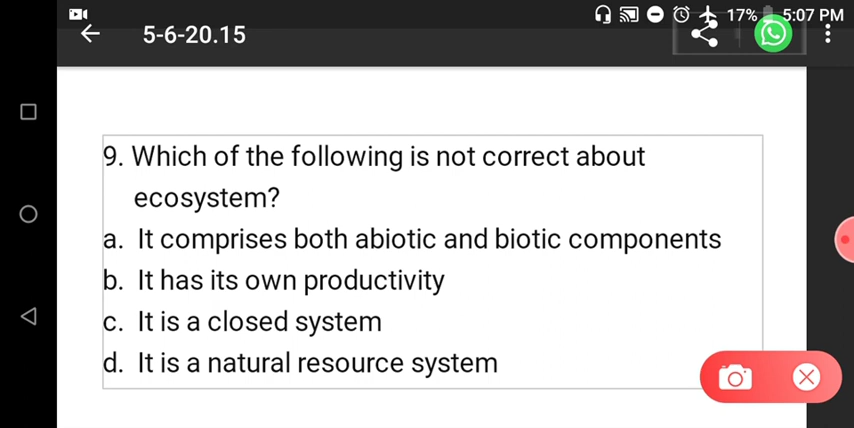 17% 5:07 PM
5-6-20.15
9. Which of the following is not correct about
ecosystem?
a. It comprises both abiotic and biotic components
b. It has its own productivity
c. It is a closed system
d. It is a natural resource system